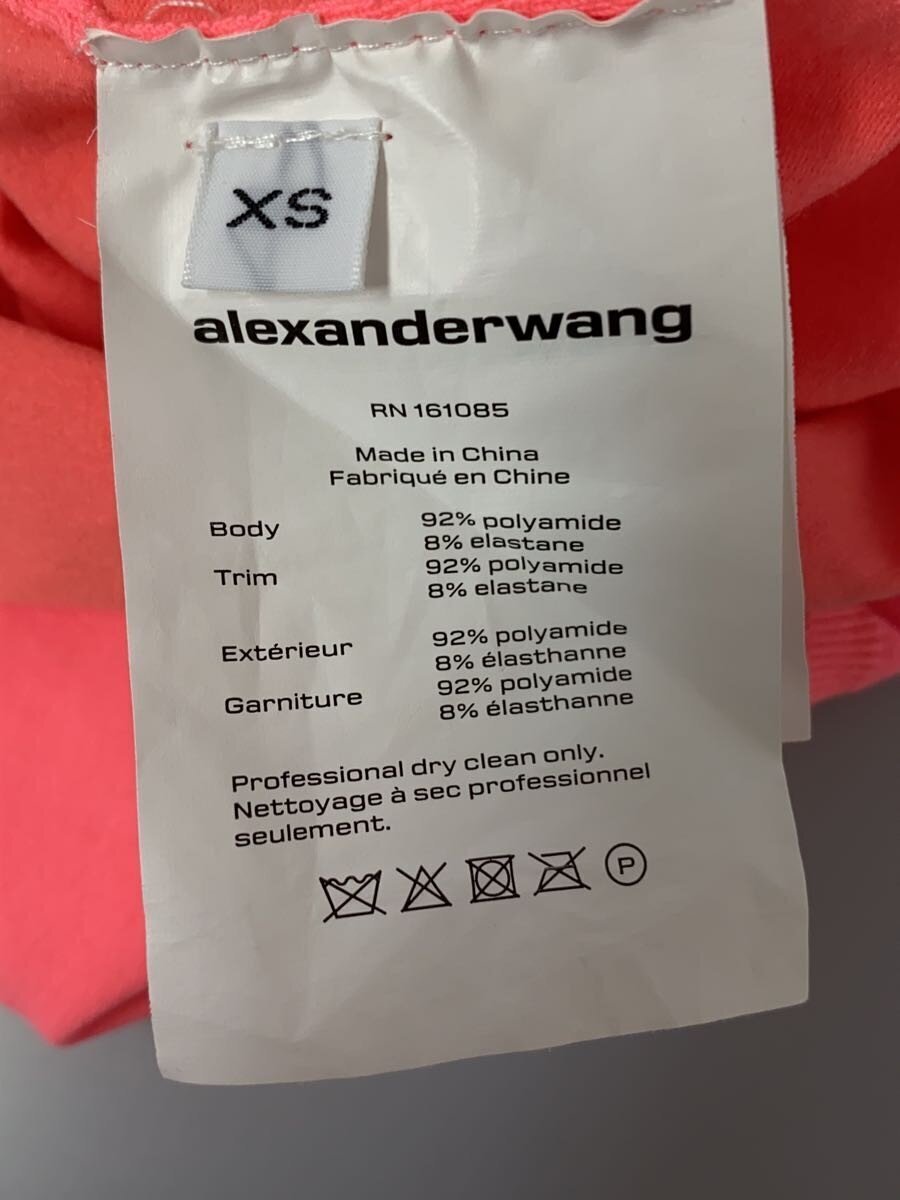 XS
alexanderwang
RN 161085
Made in China
Fabriqué en Chine
Body 92% polyamide
8% elastane
Trim 92% polyamide
8% elastane
Extérieur 92% polyamide
8% élasthanne
Garniture 92% polyamide
8% élasthanne
Professional dry clean only.
Nettoyage à sec professionnel
seulement.
P